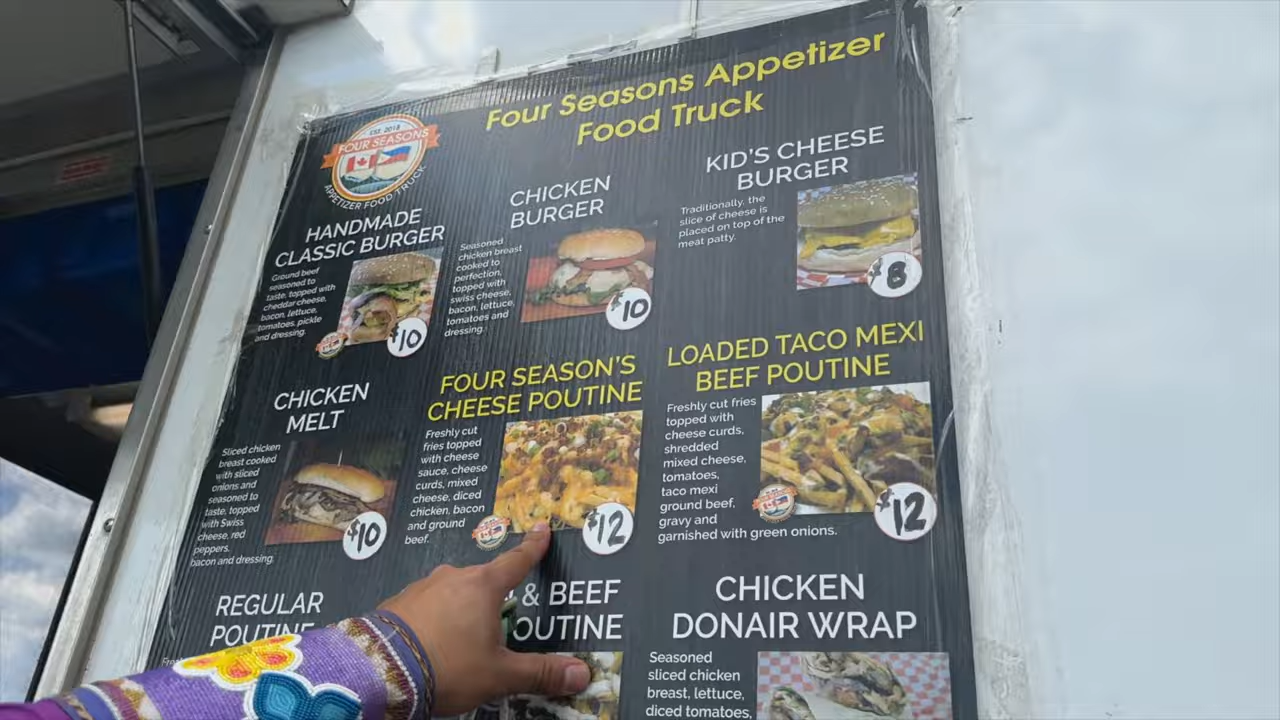 Four Seasons Appetizer
Food Truck
EST. 2018
FOUR SEASONS
APPETIZER FOOD TRUCK
HANDMADE
CLASSIC BURGER
Ground beef
seasoned to
taste, topped with
cheddar cheese,
bacon, lettuce,
tomatoes, pickle
and dressing.
$10
CHICKEN
BURGER
Seasoned
chicken breast
cooked to
perfection,
topped with
swiss cheese,
bacon, lettuce,
tomatoes and
dressing.
$10
KID'S CHEESE
BURGER
Traditionally, the
slice of cheese is
placed on top of the
meat patty.
$8
CHICKEN
MELT
Sliced chicken
breast cooked
with sliced
onions and
seasoned to
taste, topped
with Swiss
cheese, red
peppers,
bacon and dressing.
$10
FOUR SEASON'S
CHEESE POUTINE
Freshly cut
fries topped
with cheese
sauce, cheese
curds, mixed
cheese, diced
chicken, bacon
and ground
beef.
$12
LOADED TACO MEXI
BEEF POUTINE
Freshly cut fries
topped with
cheese curds,
shredded
mixed cheese,
tomatoes,
taco mexi
ground beef,
gravy and
garnished with green onions.
$12
REGULAR
POUTINE
& BEEF
OUTINE
CHICKEN
DONAIR WRAP
Seasoned
sliced chicken
breast, lettuce,
diced tomatoes,